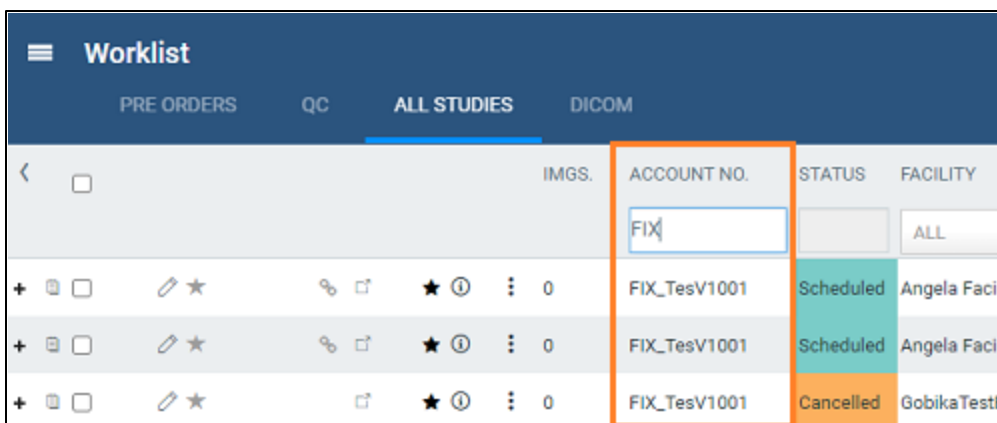 Worklist
PRE ORDERS QC ALL STUDIES DICOM
IMGS. ACCOUNT NO. STATUS FACILITY
FIX ALL
0 FIX_TesV1001 Scheduled Angela Faci
0 FIX_TesV1001 Scheduled Angela Faci
0 FIX_TesV1001 Cancelled GobikaTest